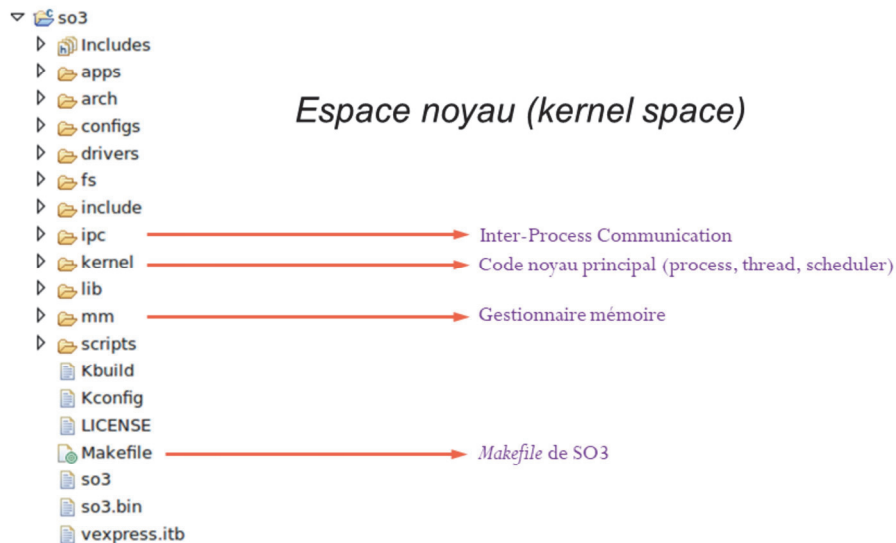 so3
Includes
apps
arch
Espace noyau (kernel space)
configs
drivers
fs
include
ipc Inter-Process Communication
kernel Code noyau principal (process, thread, scheduler)
lib
mm Gestionnaire mémoire
scripts
Kbuild
Kconfig
LICENSE
Makefile Makefile de SO3
so3
so3.bin
vexpress.itb